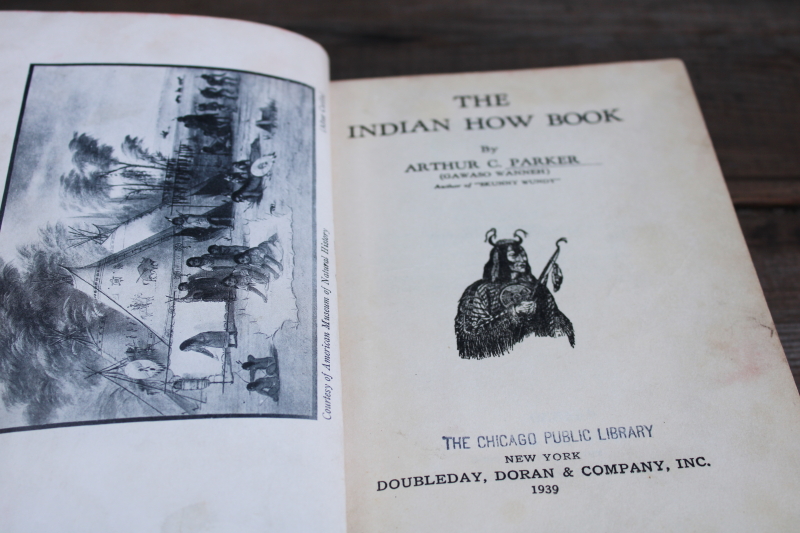 Courtesy of American Museum of Natural History
THE
INDIAN HOW BOOK
By
ARTHUR C. PARKER
(GAWASO WANNEH)
Author of "SKUNNY WUNDY"
THE CHICAGO PUBLIC LIBRARY
NEW YORK
DOUBLEDAY, DORAN & COMPANY, INC.
1939